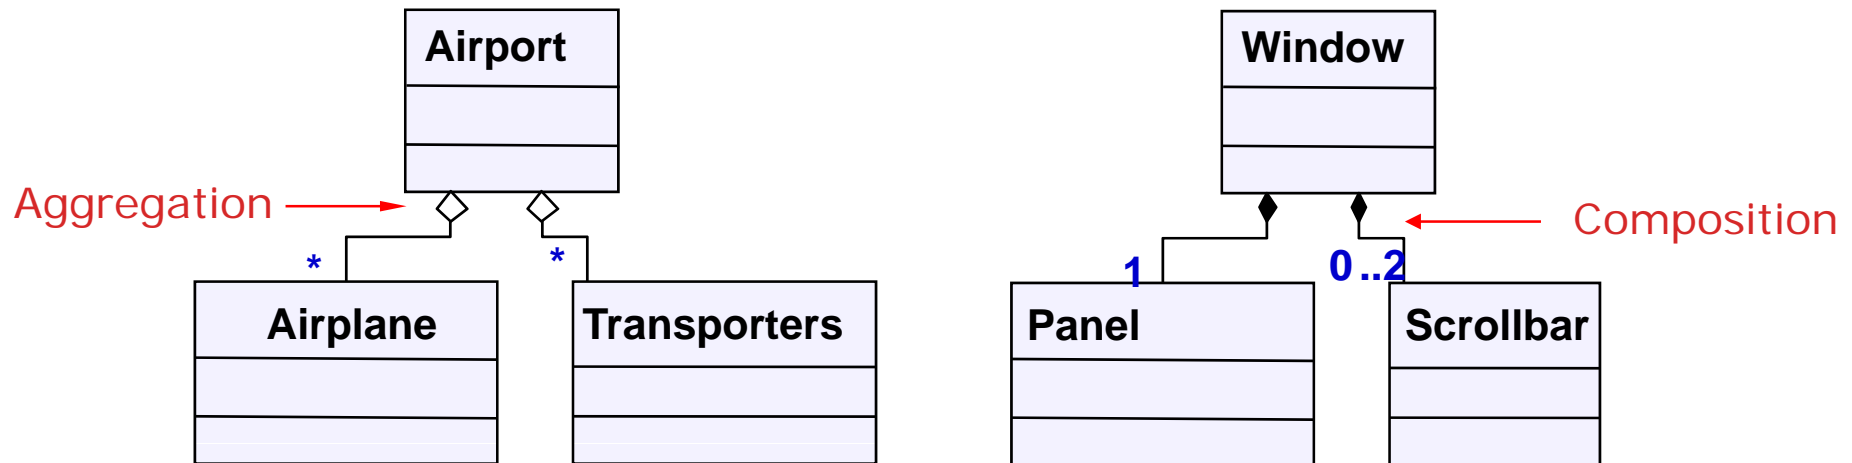 Airport
Window
Aggregation
Composition
*
*
1
0..2
Airplane
Transporters
Panel
Scrollbar